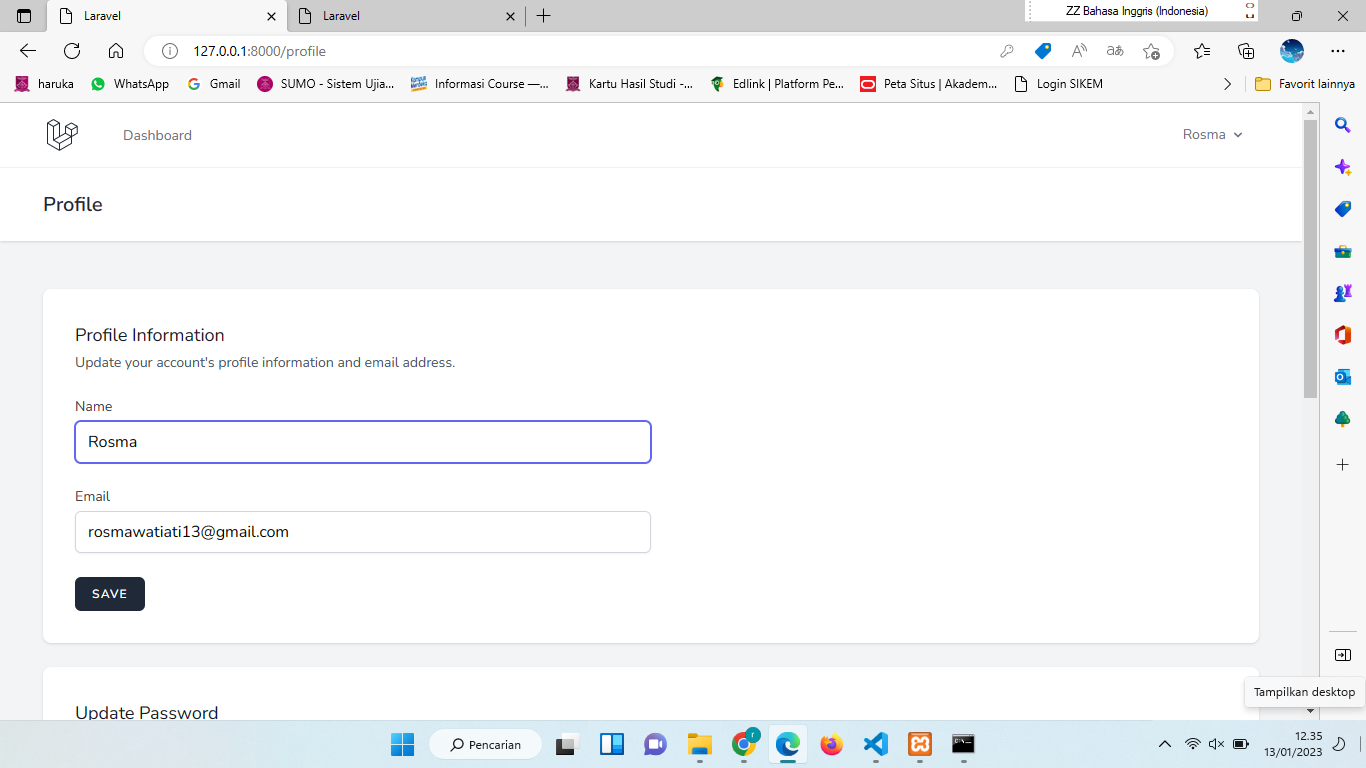 Laravel
Laravel
ZZ Bahasa Inggris (Indonesia)
127.0.0.1:8000/profile
haruka
WhatsApp
Gmail
SUMO - Sistem Ujia...
Informasi Course —...
Kartu Hasil Studi -...
Edlink | Platform Pe...
Peta Situs | Akadem...
Login SIKEM
Favorit lainnya
Dashboard
Rosma
Profile
Profile Information
Update your account's profile information and email address.
Name
Rosma
Email
rosmawatiati13@gmail.com
SAVE
Tampilkan desktop
Update Password
Pencarian
12.35
13/01/2023